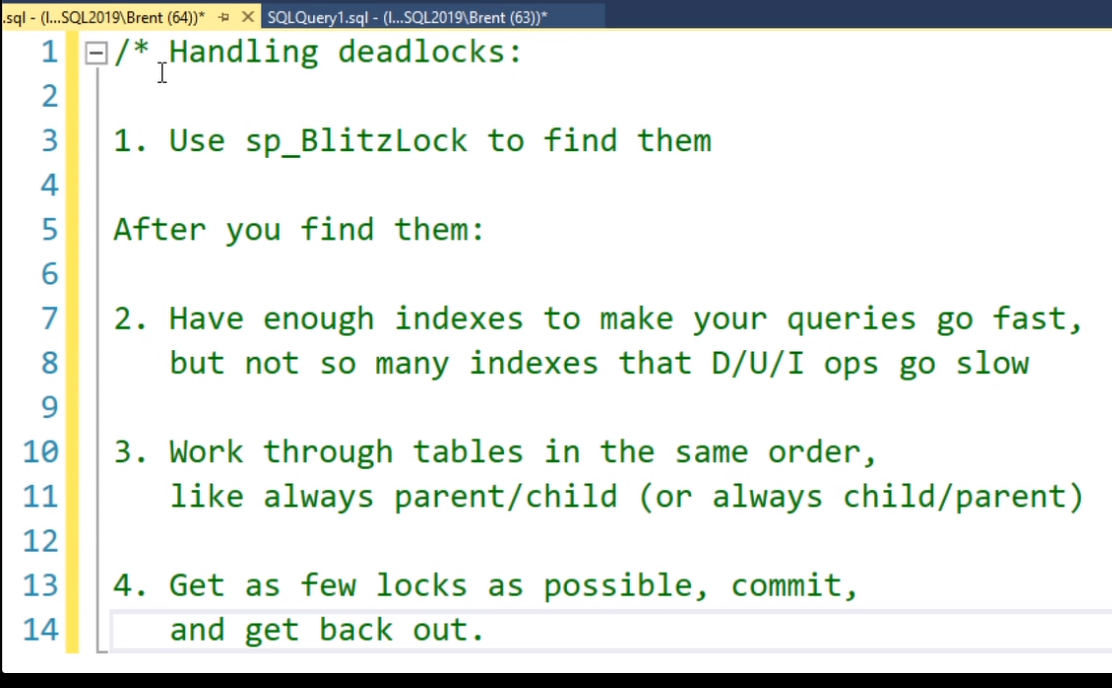 .sql - (I...SQL2019\Brent (64))* SQLQuery1.sql - (I...SQL2019\Brent (63))*
1 /* Handling deadlocks:
2
3 1. Use sp_BlitzLock to find them
4
5 After you find them:
6
7 2. Have enough indexes to make your queries go fast,
8 but not so many indexes that D/U/I ops go slow
9
10 3. Work through tables in the same order,
11 like always parent/child (or always child/parent)
12
13 4. Get as few locks as possible, commit,
14 and get back out.